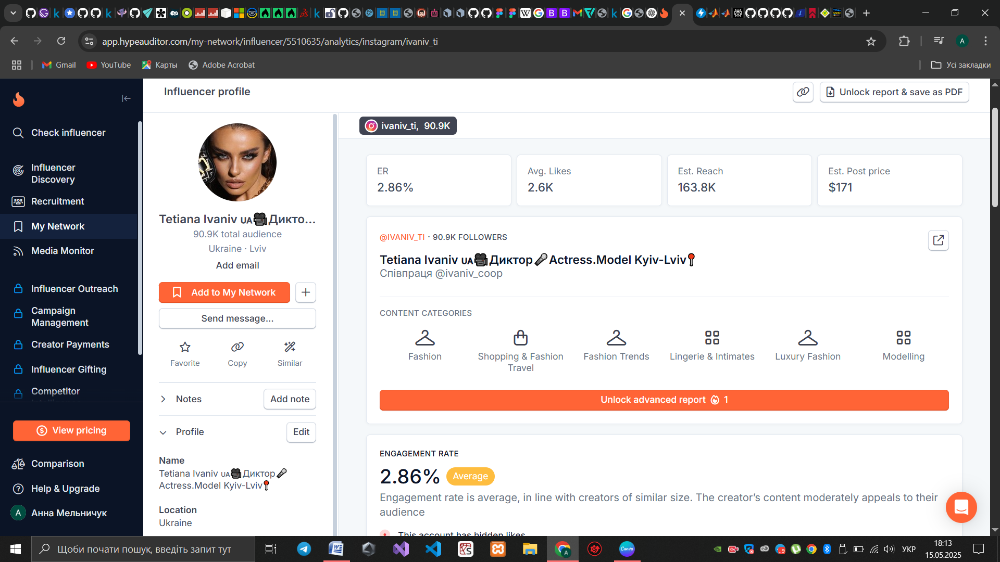 app.hypeauditor.com/my-network/influencer/5510635/analytics/instagram/ivaniv_ti
A
Gmail
YouTube
Карты
Adobe Acrobat
Усі закладки
Check influencer
Influencer
Discovery
Recruitment
My Network
Media Monitor
Influencer Outreach
Campaign
Management
Creator Payments
Influencer Gifting
Competitor
View pricing
Comparison
Help & Upgrade
A Анна Мельничук
Influencer profile
Unlock report & save as PDF
Tetiana Ivaniv UA🎥Дикто...
90.9K total audience
Ukraine · Lviv
Add email
Add to My Network
Send message...
Favorite
Copy
Similar
Notes
Add note
Profile
Edit
Name
Tetiana Ivaniv UA🎥Диктор🎤
Actress.Model Kyiv-Lviv📍
Location
Ukraine
ivaniv_ti, 90.9K
ER
2.86%
Avg. Likes
2.6K
Est. Reach
163.8K
Est. Post price
$171
@IVANIV_TI · 90.9K FOLLOWERS
Tetiana Ivaniv UA🎥Диктор🎤Actress.Model Kyiv-Lviv📍
Співпраця @ivaniv_coop
CONTENT CATEGORIES
Fashion
Shopping & Fashion
Travel
Fashion Trends
Lingerie & Intimates
Luxury Fashion
Modelling
Unlock advanced report 1
ENGAGEMENT RATE
2.86% Average
Engagement rate is average, in line with creators of similar size. The creator's content moderately appeals to their
audience
This account has hidden likes
Щоби почати пошук, введіть запит тут
Canva
УКР
18:13
15.05.2025